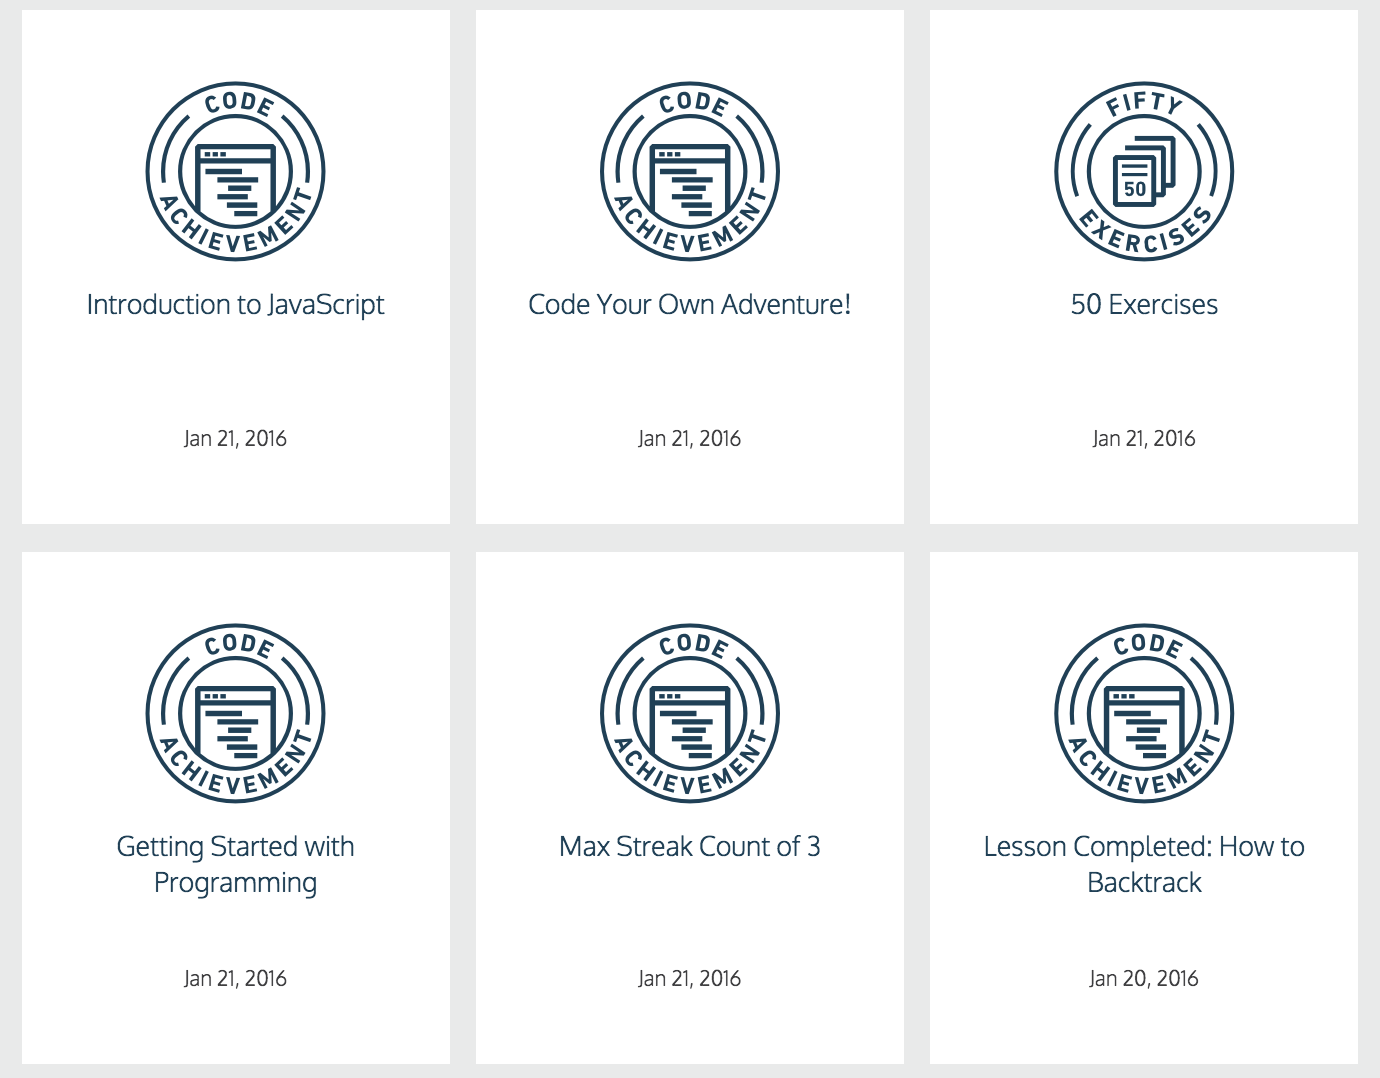 CODE
ACHIEVEMENT
Introduction to JavaScript
Jan 21, 2016
CODE
ACHIEVEMENT
Code Your Own Adventure!
Jan 21, 2016
FIFTY
50
EXERCISES
50 Exercises
Jan 21, 2016
CODE
ACHIEVEMENT
Getting Started with
Programming
Jan 21, 2016
CODE
ACHIEVEMENT
Max Streak Count of 3
Jan 21, 2016
CODE
ACHIEVEMENT
Lesson Completed: How to
Backtrack
Jan 20, 2016